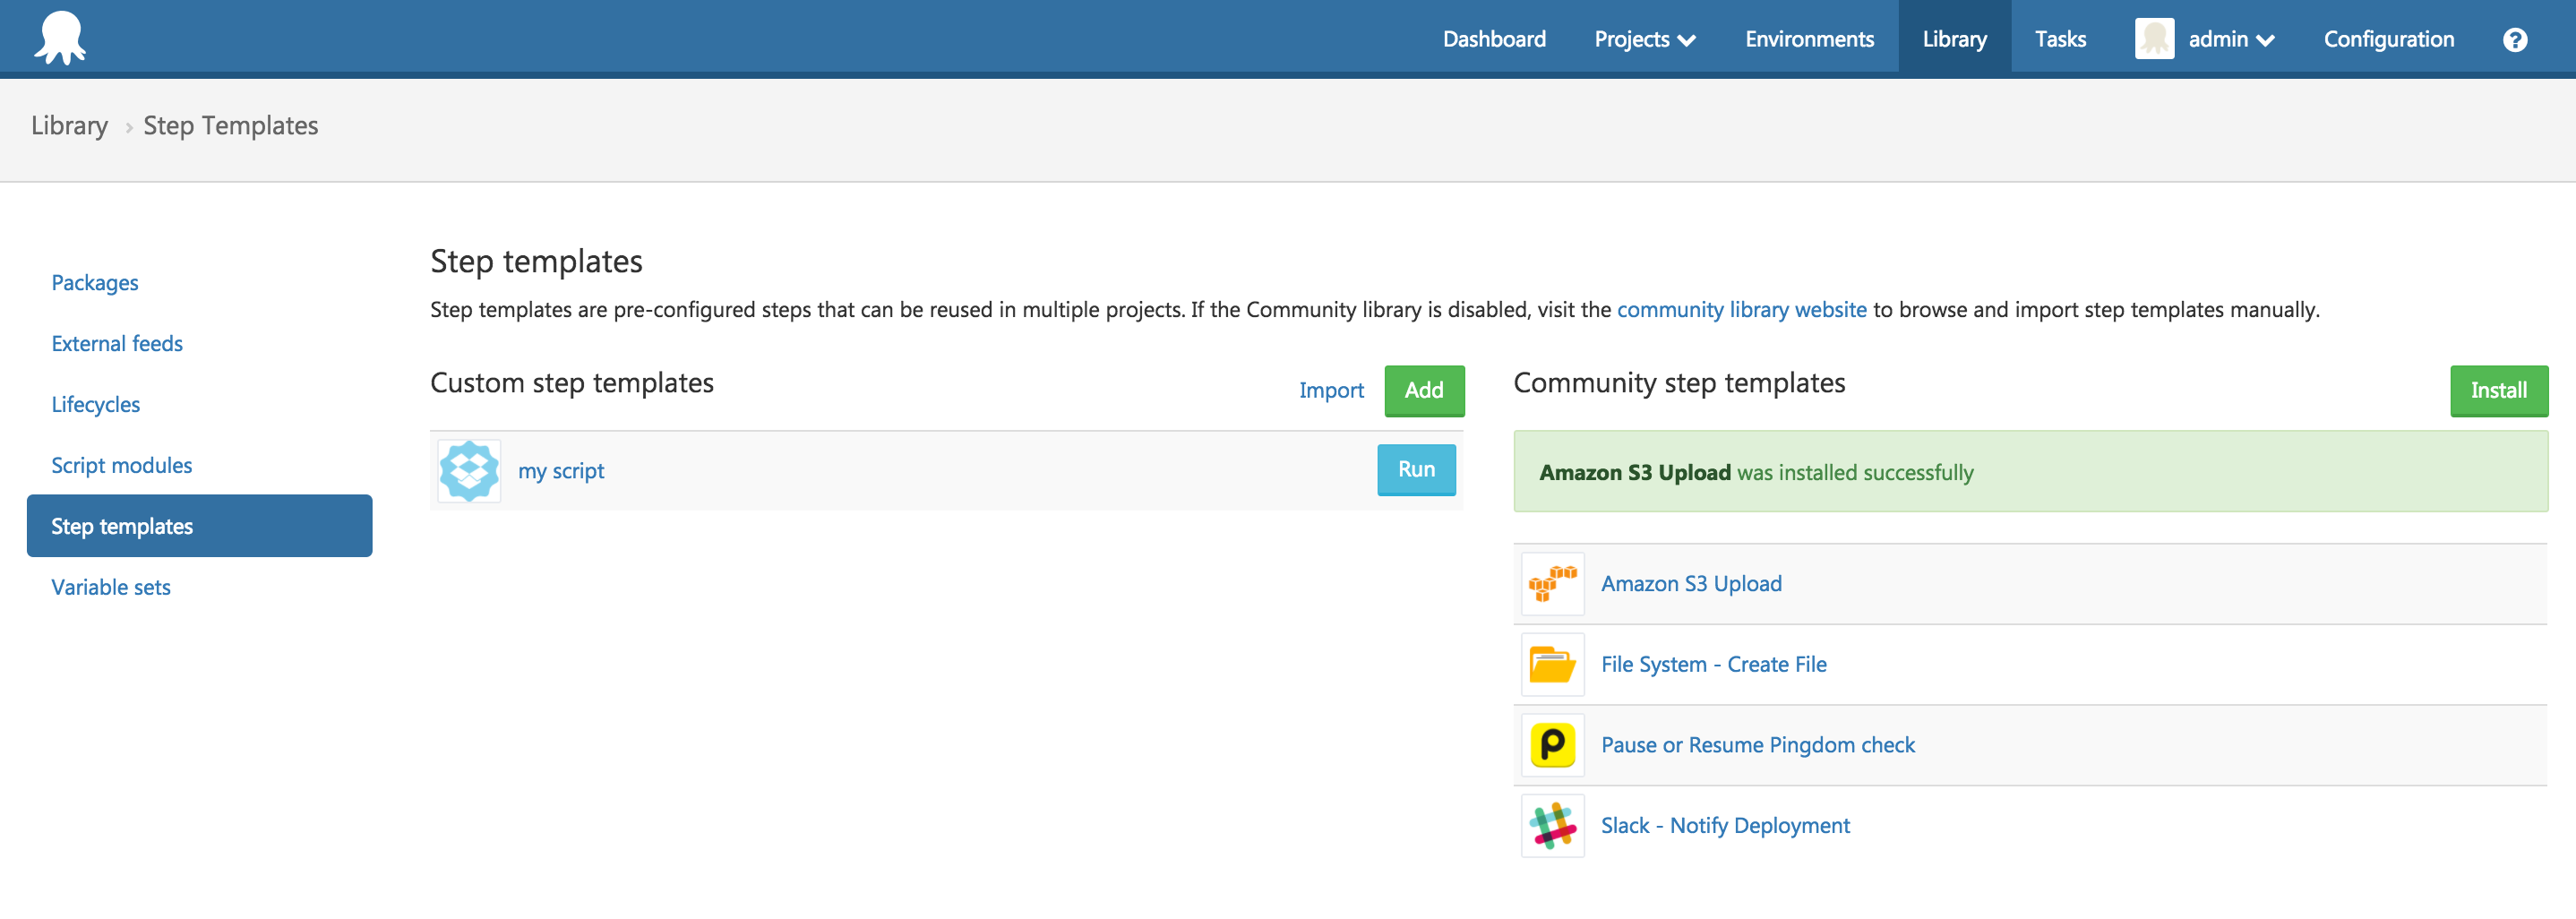 Dashboard
Projects
Environments
Library
Tasks
admin
Configuration
?
Library › Step Templates
Packages
External feeds
Lifecycles
Script modules
Step templates
Variable sets
Step templates
Step templates are pre-configured steps that can be reused in multiple projects. If the Community library is disabled, visit the community library website to browse and import step templates manually.
Custom step templates
Import
Add
my script
Run
Community step templates
Install
Amazon S3 Upload was installed successfully
Amazon S3 Upload
File System - Create File
Pause or Resume Pingdom check
Slack - Notify Deployment